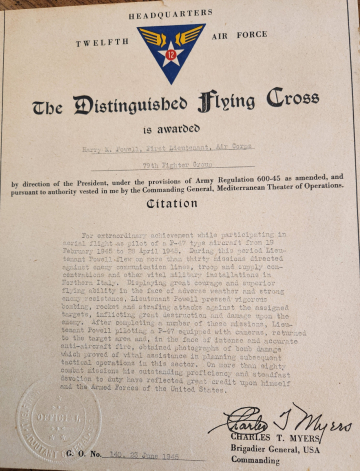 HEADQUARTERS
TWELFTH AIR FORCE
12
The Distinguished Flying Cross
is awarded
Harry L. Powell, First Lieutenant, Air Corps
79th Fighter Group
by direction of the President, under the provisions of Army Regulation 600-45 as amended, and
pursuant to authority vested in me by the Commanding General, Mediterranean Theater of Operations.
Citation
For extraordinary achievement while participating in
aerial flight as pilot of a P-47 type aircraft from 19
February 1945 to 30 April 1945. During this period Lieu-
tenant Powell flew on more than thirty missions directed
against enemy communication lines, troop and supply con-
centrations and other vital military installations in
Northern Italy. Displaying great courage and superior
flying ability in the face of adverse weather and strong
enemy resistance, Lieutenant Powell pressed vigorous
bombing, rocket and strafing attacks against the assigned
targets, inflicting great destruction and damage upon the
enemy. After completing a number of these missions, Lieu-
tenant Powell piloting a P-47 equipped with cameras, returned
to the target area and, in the face of intense and accurate
anti-aircraft fire, obtained photographs of bomb damage
which proved of vital assistance in planning subsequent
tactical operations in this sector. On more than eighty
combat missions his outstanding proficiency and steadfast
devotion to duty have reflected great credit upon himself
and the Armed Forces of the United States.
OFFICIAL
Charles T Myers
CHARLES T. MYERS
Brigadier General, USA
Commanding
G. O. No. 140, 22 June 1945